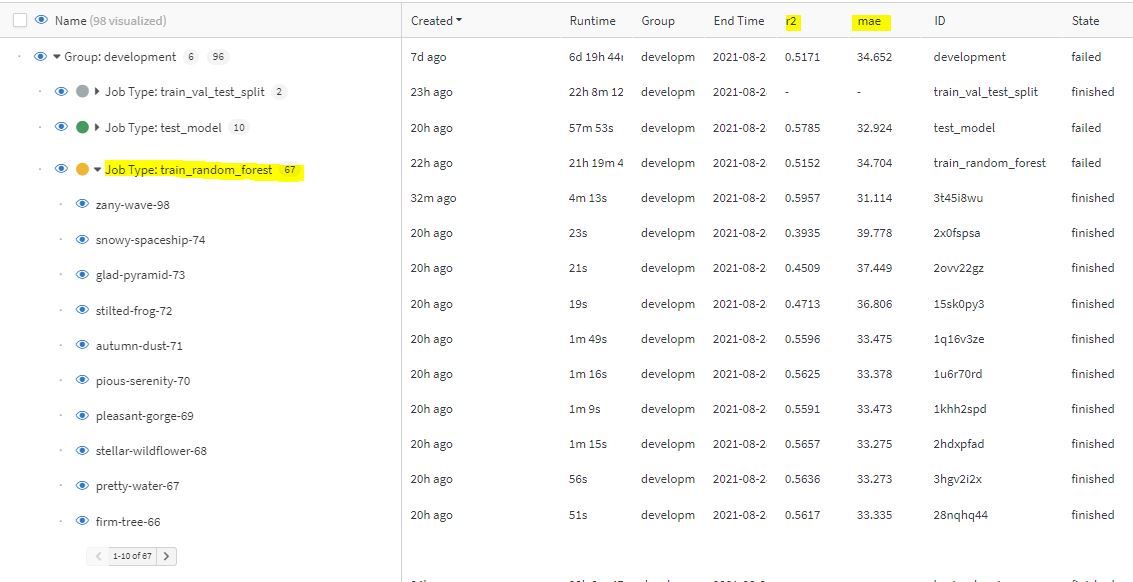 Name (98 visualized) Created Runtime Group End Time r2 mae ID State
Group: development 6 96 7d ago 6d 19h 44 developm 2021-08-2 0.5171 34.652 development failed
Job Type: train_val_test_split 2 23h ago 22h 8m 12 developm 2021-08-2 - - train_val_test_split finished
Job Type: test_model 10 20h ago 57m 53s developm 2021-08-2 0.5785 32.924 test_model failed
Job Type: train_random_forest 67 22h ago 21h 19m 4 developm 2021-08-2 0.5152 34.704 train_random_forest failed
zany-wave-98 32m ago 4m 13s developm 2021-08-2 0.5957 31.114 3t45i8wu finished
snowy-spaceship-74 20h ago 23s developm 2021-08-2 0.3935 39.778 2x0fspsa finished
glad-pyramid-73 20h ago 21s developm 2021-08-2 0.4509 37.449 2ovv22gz finished
stilted-frog-72 20h ago 19s developm 2021-08-2 0.4713 36.806 15sk0py3 finished
autumn-dust-71 20h ago 1m 49s developm 2021-08-2 0.5596 33.475 1q16v3ze finished
pious-serenity-70 20h ago 1m 16s developm 2021-08-2 0.5625 33.378 1u6r70rd finished
pleasant-gorge-69 20h ago 1m 9s developm 2021-08-2 0.5591 33.473 1khh2spd finished
stellar-wildflower-68 20h ago 1m 15s developm 2021-08-2 0.5657 33.275 2hdxpfad finished
pretty-water-67 20h ago 56s developm 2021-08-2 0.5636 33.273 3hgv2i2x finished
firm-tree-66 20h ago 51s developm 2021-08-2 0.5617 33.335 28nqhq44 finished
1-10 of 67